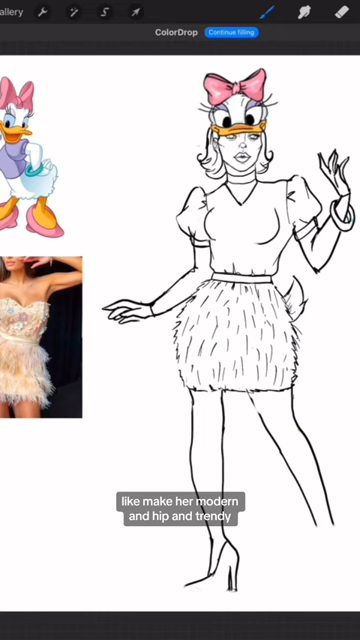 allery
ColorDrop
Continue filling
like make her modern
and hip and trendy